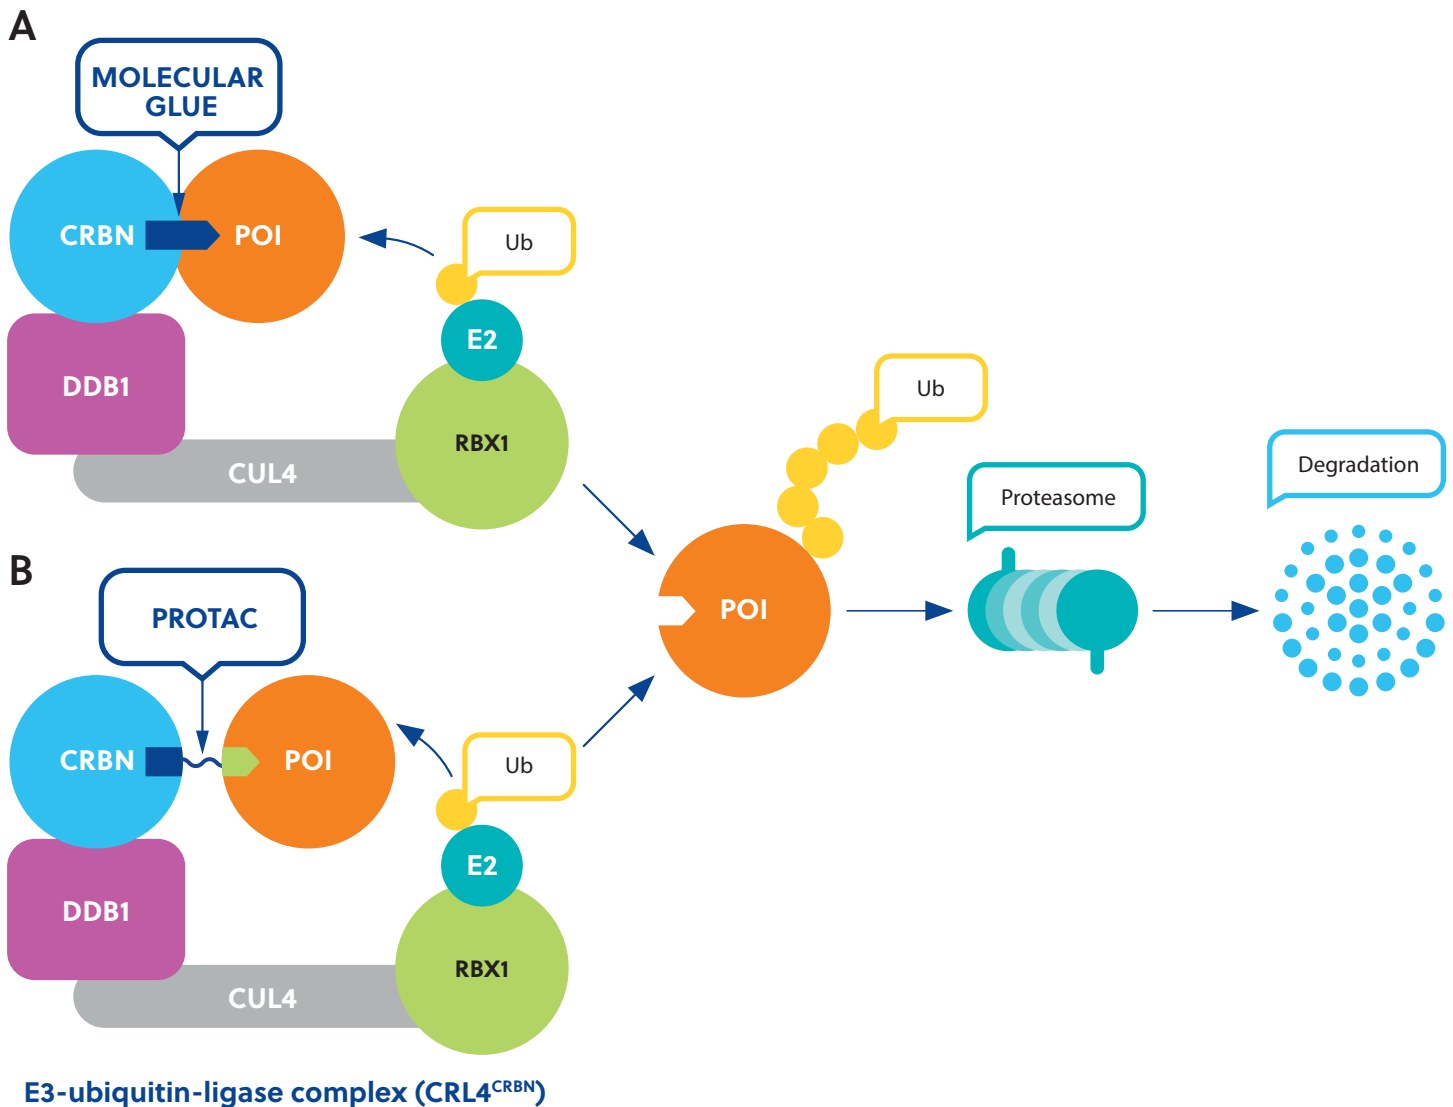 A
MOLECULAR
GLUE
CRBN
POI
Ub
E2
DDB1
RBX1
CUL4
Ub
Degradation
Proteasome
POI
B
PROTAC
CRBN
POI
Ub
E2
DDB1
RBX1
CUL4
E3-ubiquitin-ligase complex (CRL4CRBN)